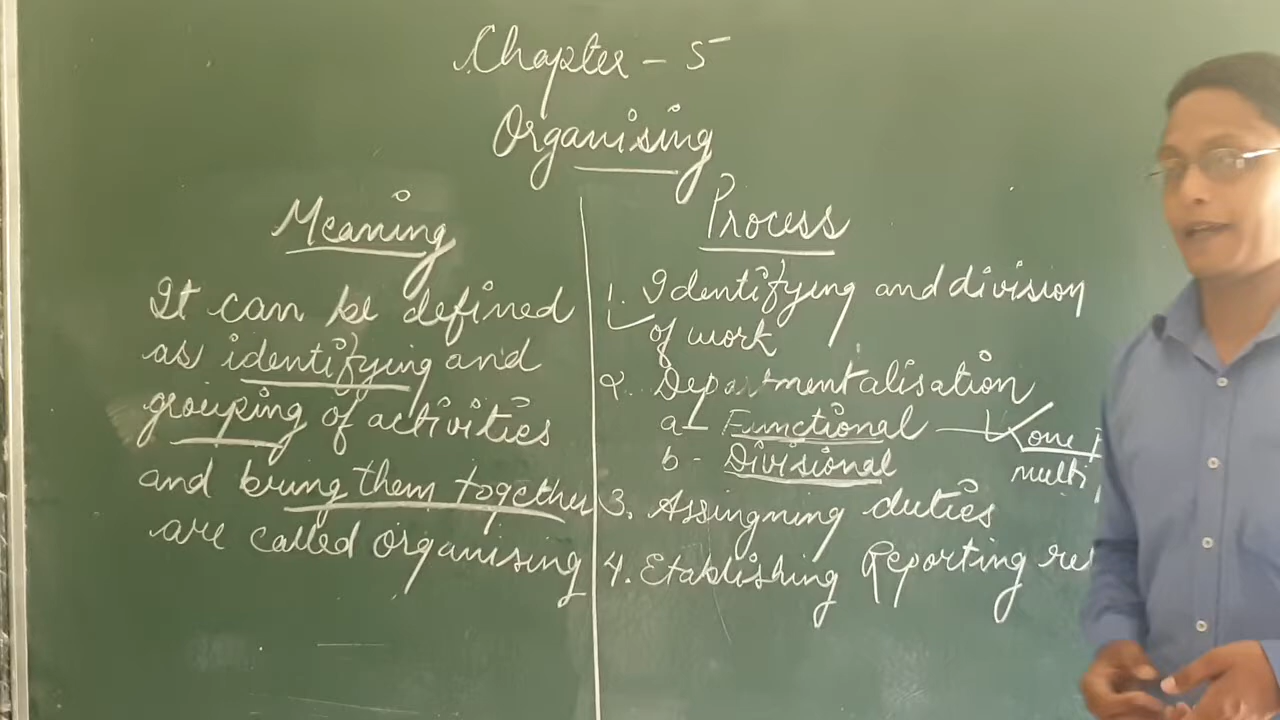 Chapter - 5
Organising
Meaning
It can be defined
as identifying and
grouping of activities
and bring them together
are called organising
Process
1. Identifying and division
of work
2. Departmentalisation
a - Functional - one
b - Divisional
multi
3. Assingning duties
4. Etablishing Reporting